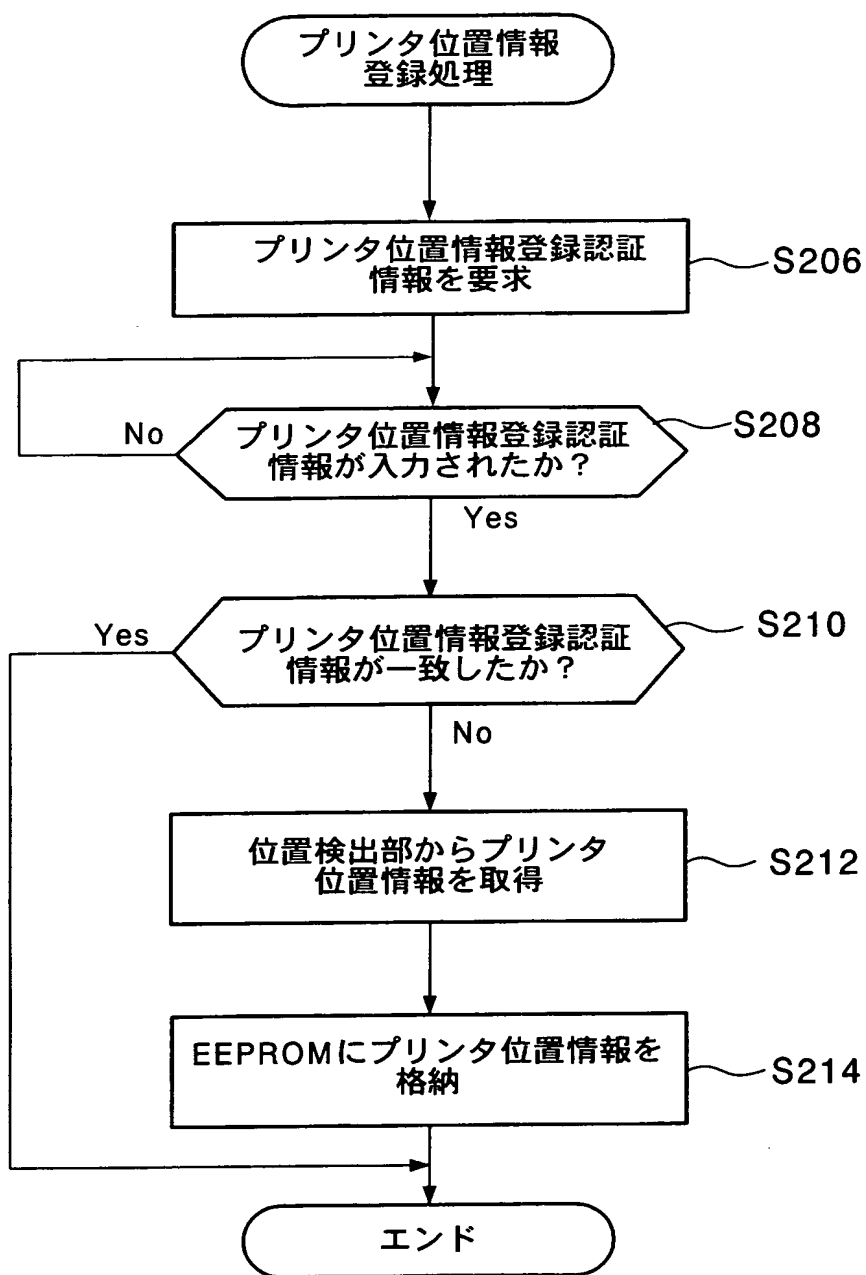 プリンタ位置情報
登録処理
プリンタ位置情報登録認証
情報を要求
S206
プリンタ位置情報登録認証
情報が入力されたか？
S208
No
Yes
プリンタ位置情報登録認証
情報が一致したか？
S210
Yes
No
位置検出部からプリンタ
位置情報を取得
S212
EEPROMにプリンタ位置情報を
格納
S214
エンド